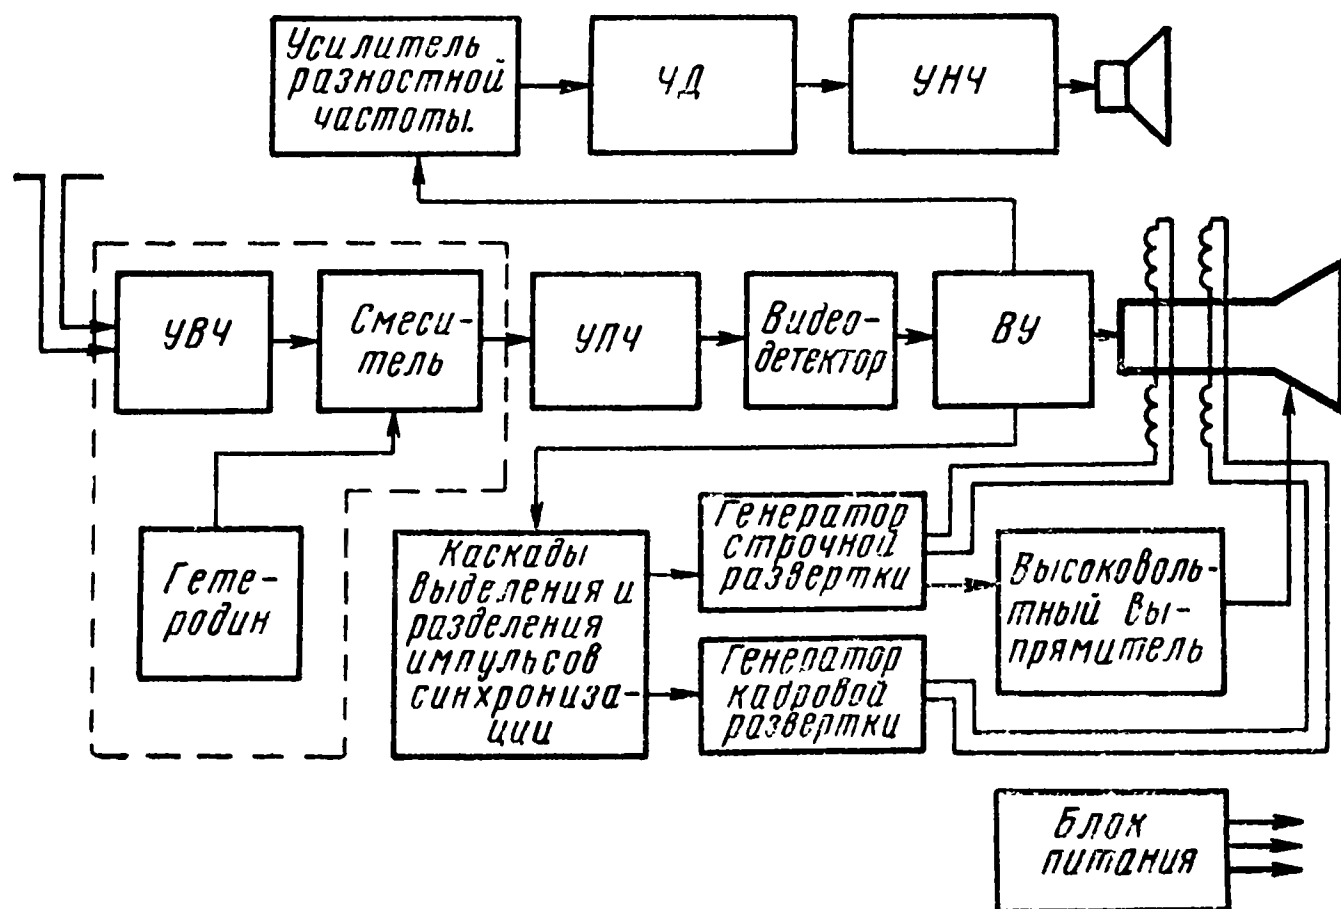 Усилитель
разностной
частоты.
ЧД
УНЧ
УВЧ
Смеси-
тель
УПЧ
Видео-
детектор
ВУ
Гете-
родин
Каскады
выделения и
разделения
импульсов
синхрониза-
ции
Генератор
строчной
развертки
Высоковоль-
тный вы-
прямитель
Генератор
кадровой
развертки
Блок
питания